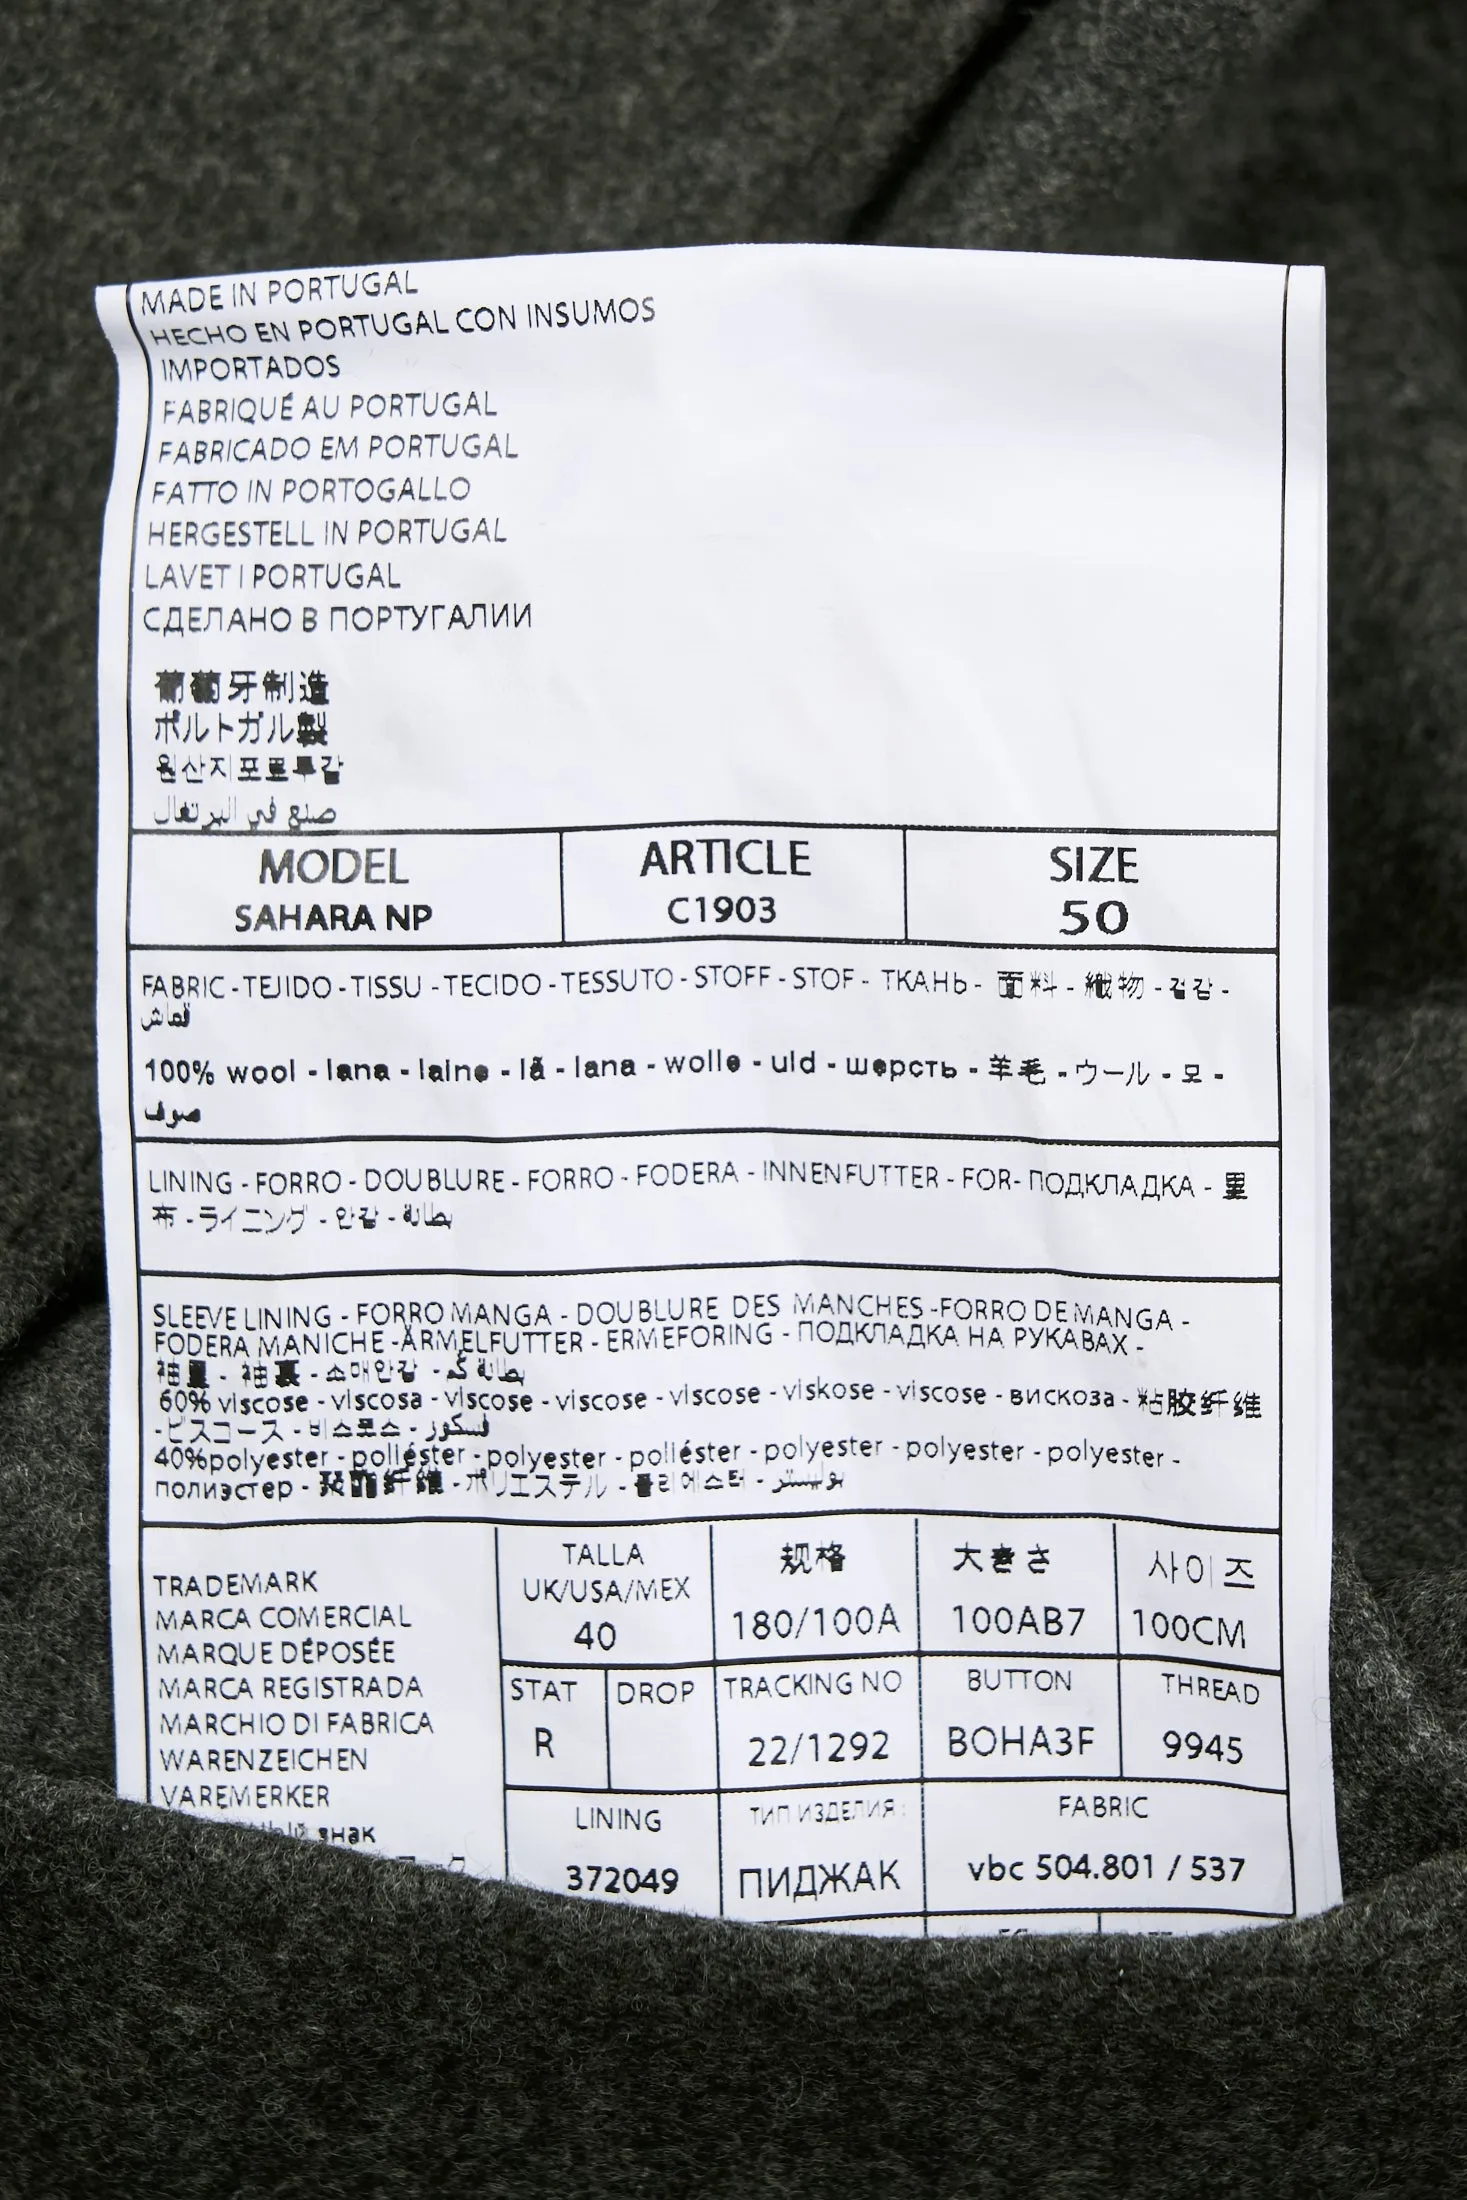 MADE IN PORTUGAL
HECHO EN PORTUGAL CON INSUMOS
IMPORTADOS
FABRIQUÉ AU PORTUGAL
FABRICADO EM PORTUGAL
FATTO IN PORTOGALLO
HERGESTELL IN PORTUGAL
LAVET I PORTUGAL
СДЕЛАНО В ПОРТУГАЛИИ
葡萄牙制造
ポルトガル製
원산지포르투갈
صنع في البرتغال
MODEL
SAHARA NP
ARTICLE
C1903
SIZE
50
FABRIC - TEJIDO - TISSU - TECIDO - TESSUTO - STOFF - STOF - ТКАНЬ - 面料 - 織物 - 겉감 -
قماش
100% wool - lana - laine - lã - lana - wolle - uld - шерсть - 羊毛 - ウール - 모 -
صوف
LINING - FORRO - DOUBLURE - FORRO - FODERA - INNENFUTTER - FOR- ПОДКЛАДКА - 里
布 - ライニング - 안감 - بطانة
SLEEVE LINING - FORRO MANGA - DOUBLURE DES MANCHES -FORRO DE MANGA -
FODERA MANICHE -ÄRMELFUTTER - ERMEFORING - ПОДКЛАДКА НА РУКАВАХ -
袖里 - 袖裏 - 소매안감 - بطانة كم
60% viscose - viscosa - viscose - viscose - viscose - viskose - viscose - вискоза - 粘胶纤维
-ビスコース - 비스코스 - فسكوز
40%polyester - poliéster - polyester - poliéster - polyester - polyester - polyester -
полиэстер - 聚酯纤维 - ポリエステル - 폴리에스터 - بوليستر
TRADEMARK
MARCA COMERCIAL
MARQUE DÉPOSÉE
MARCA REGISTRADA
MARCHIO DI FABRICA
WARENZEICHEN
VAREMERKER
знак
TALLA
UK/USA/MEX
40
规格
180/100A
大きさ
100AB7
사이즈
100CM
STAT
R
DROP
TRACKING NO
22/1292
BUTTON
BOHA3F
THREAD
9945
LINING
372049
ТИП ИЗДЕЛИЯ:
ПИДЖАК
FABRIC
vbc 504.801 / 537